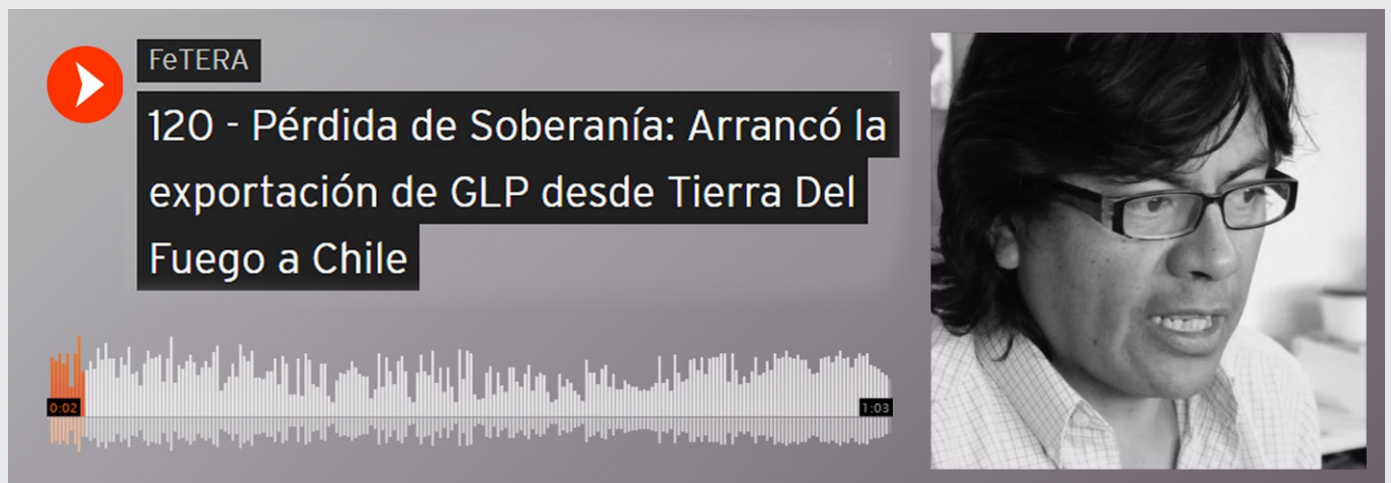 FeTERA
120 - Pérdida de Soberanía: Arrancó la
exportación de GLP desde Tierra Del
Fuego a Chile
0:02
1:03